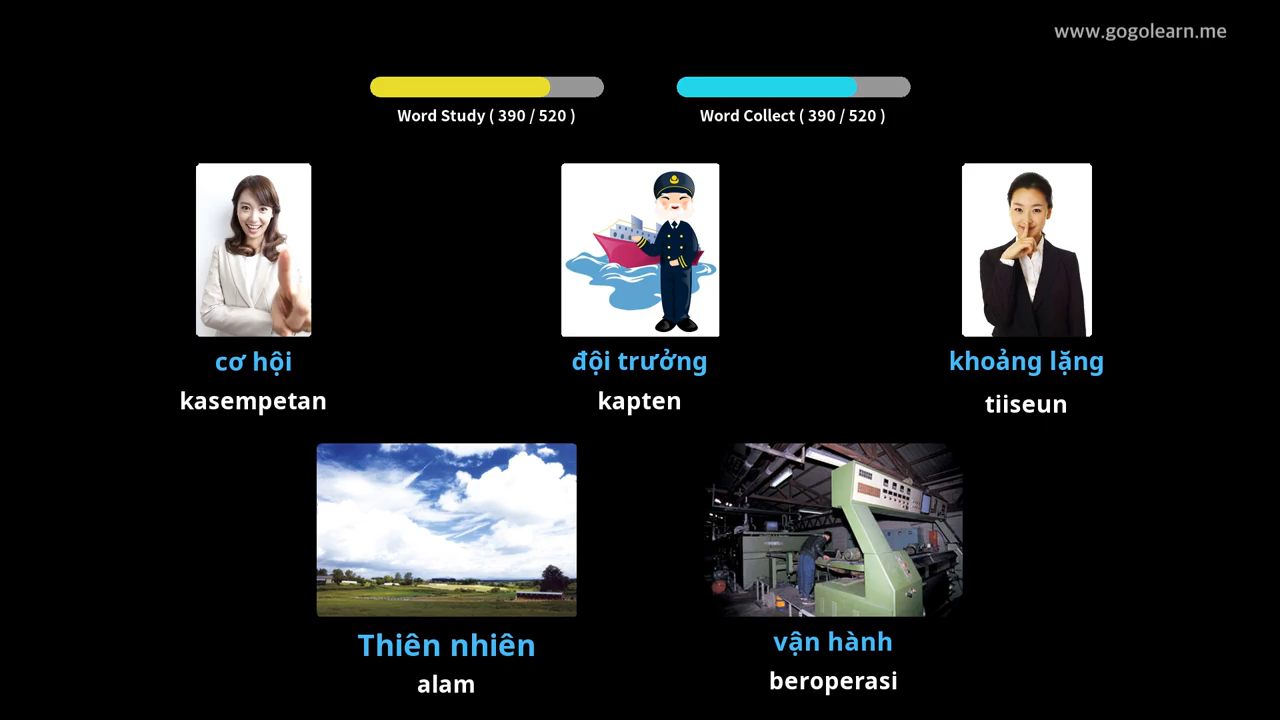 www.gogolearn.me
Word Study ( 390 / 520 )
Word Collect ( 390 / 520 )
cơ hội
kasempetan
đội trưởng
kapten
khoảng lặng
tiiseun
Thiên nhiên
alam
vận hành
beroperasi